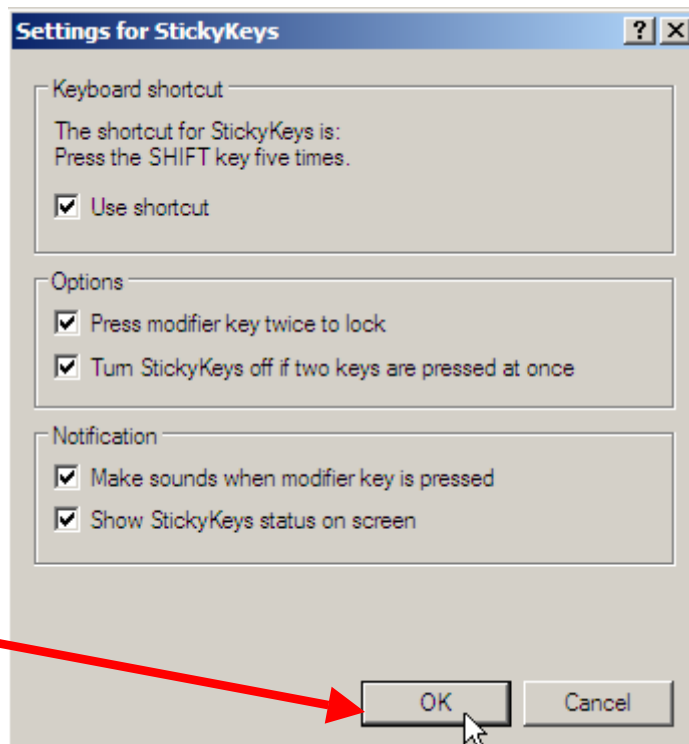 Settings for StickyKeys
Keyboard shortcut
The shortcut for StickyKeys is:
Press the SHIFT key five times.
Use shortcut
Options
Press modifier key twice to lock
Turn StickyKeys off if two keys are pressed at once
Notification
Make sounds when modifier key is pressed
Show StickyKeys status on screen
OK
Cancel